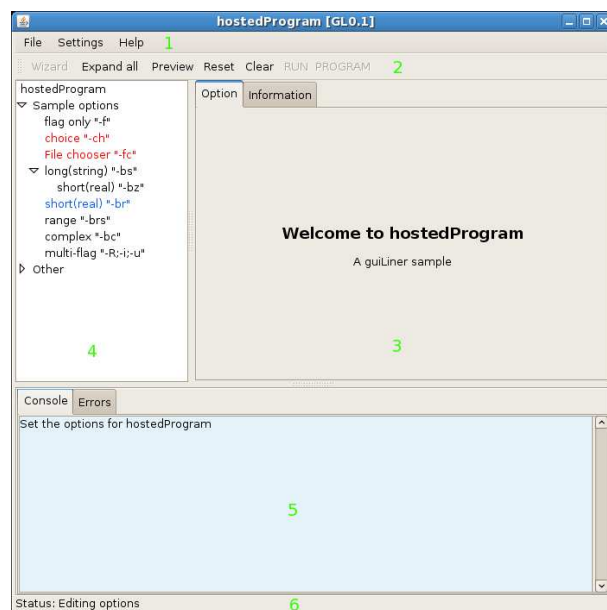 hostedProgram [GL0.1]
File Settings Help 1
Wizard Expand all Preview Reset Clear RUN PROGRAM 2
hostedProgram
Sample options
flag only "-f"
choice "-ch"
File chooser "-fc"
long(string) "-bs"
short(real) "-bz"
short(real) "-br"
range "-brs"
complex "-bc"
multi-flag "-R;-i;-u"
Other
4
Option Information
Welcome to hostedProgram
A guiLiner sample
3
Console Errors
Set the options for hostedProgram
5
Status: Editing options 6